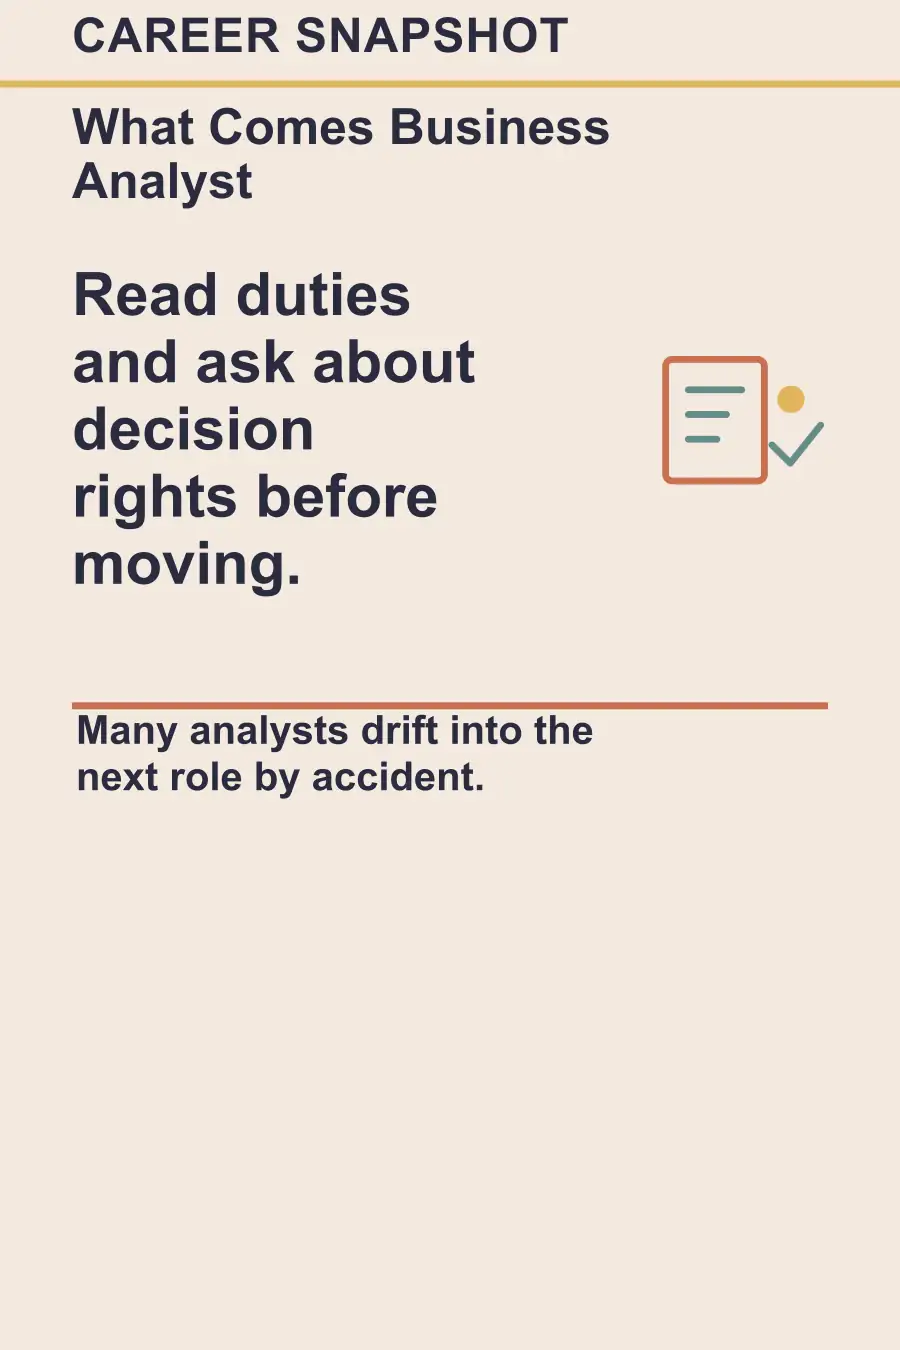 CAREER SNAPSHOT
What Comes Business
Analyst
Read duties
and ask about
decision
rights before
moving.
Many analysts drift into the
next role by accident.